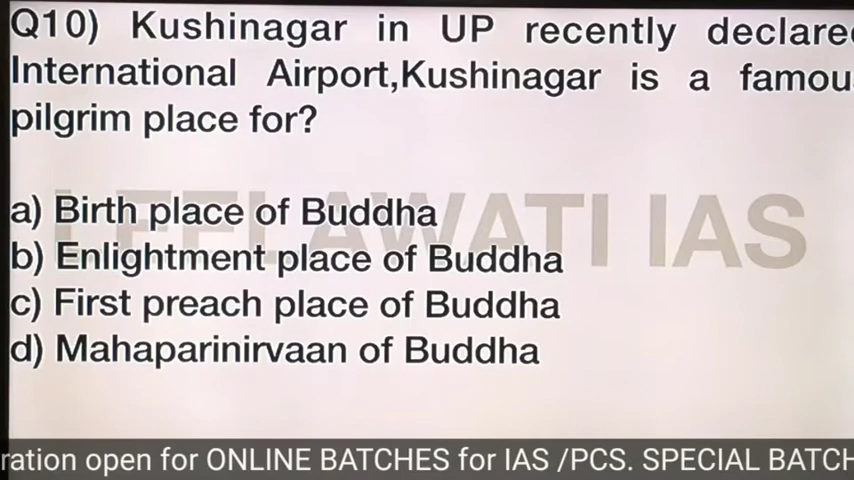 Q10) Kushinagar in UP recently declare
International Airport,Kushinagar is a famou
pilgrim place for?
LEELAWATI IAS
a) Birth place of Buddha
b) Enlightment place of Buddha
c) First preach place of Buddha
d) Mahaparinirvaan of Buddha
ration open for ONLINE BATCHES for IAS /PCS. SPECIAL BATCH